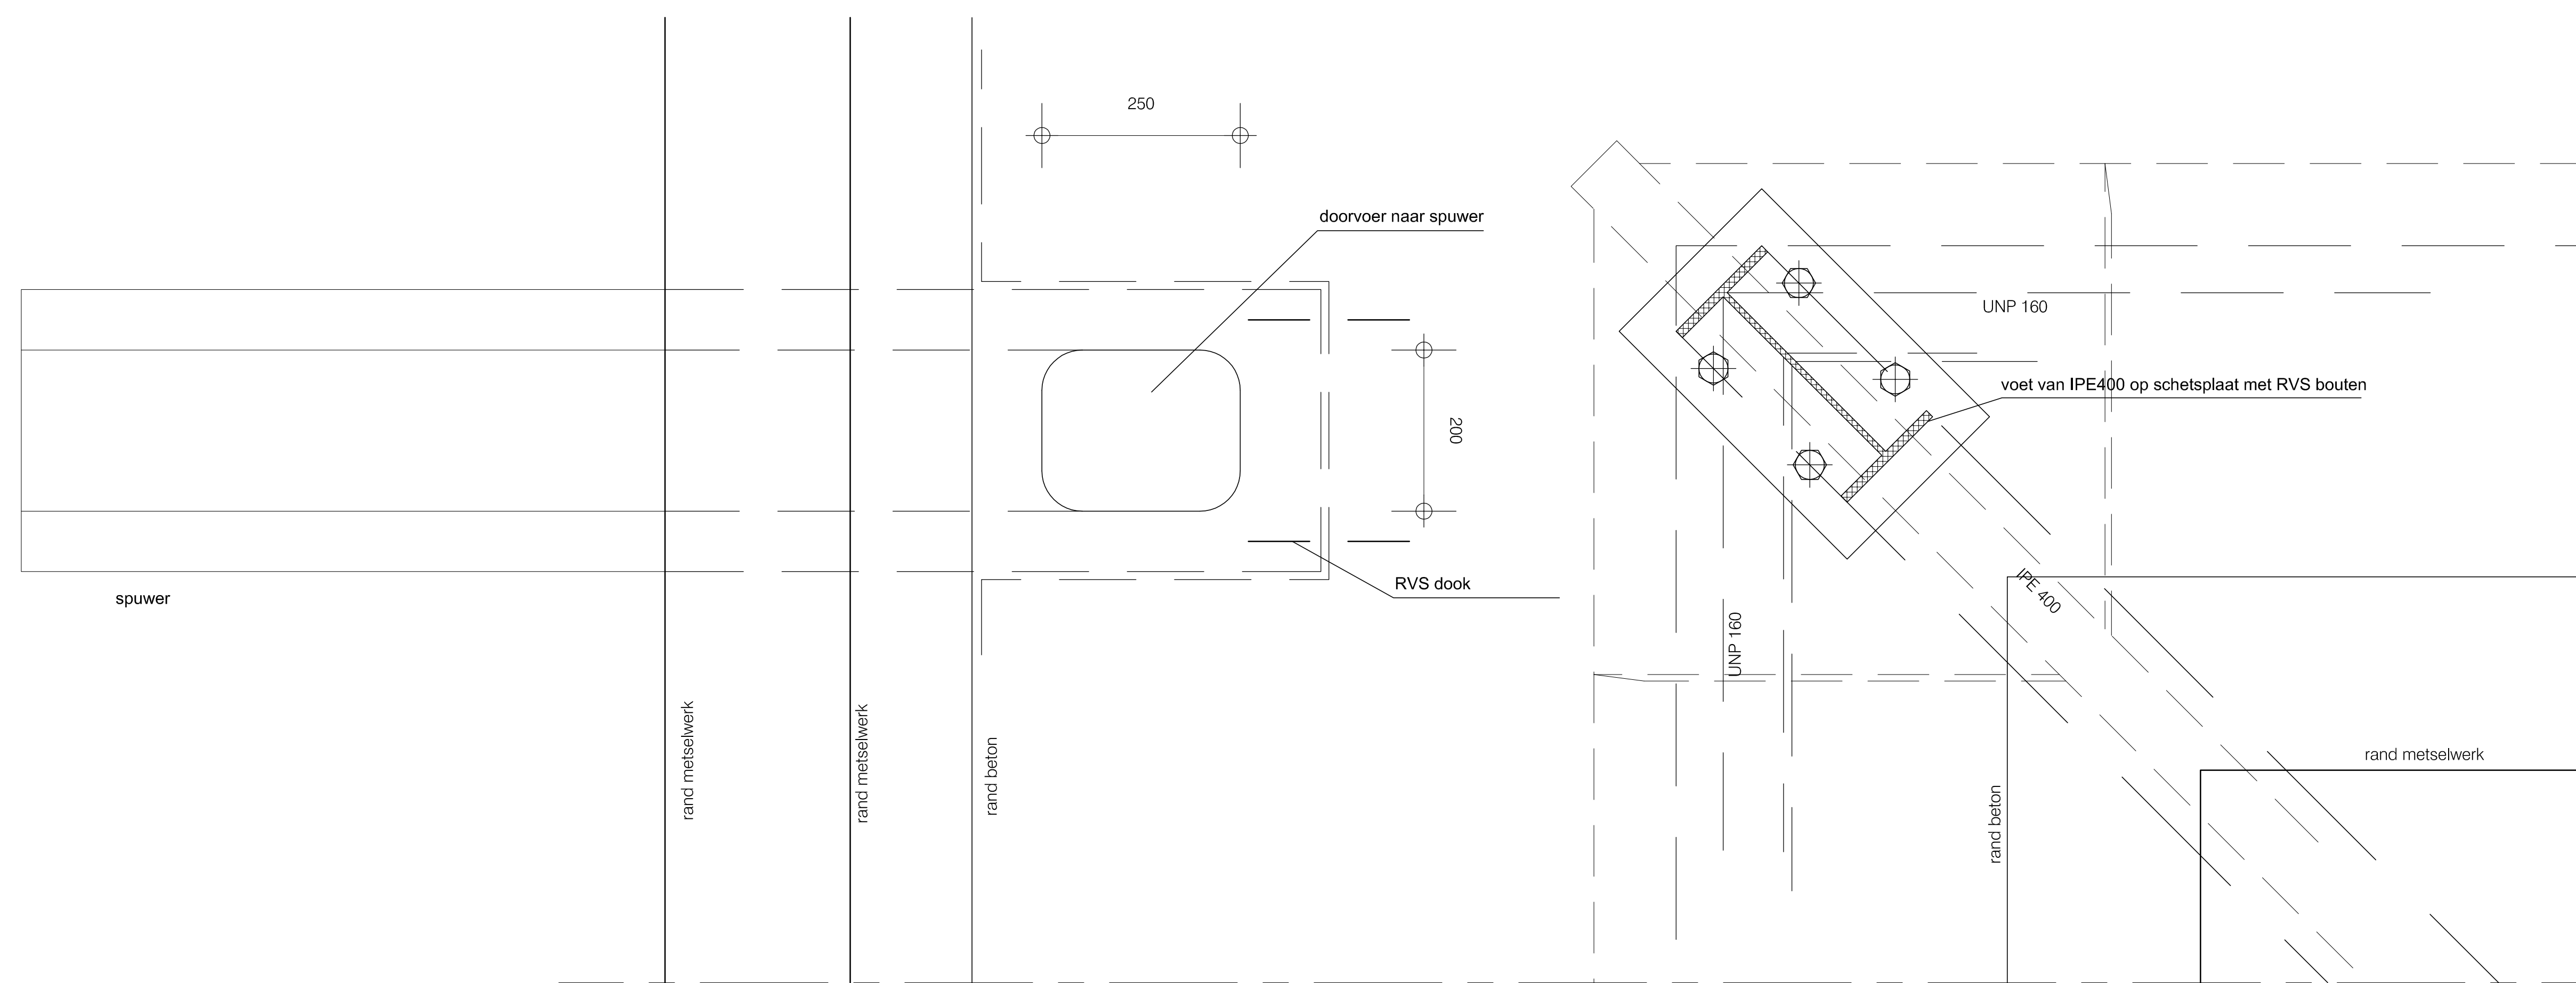 250
doorvoer naar spuwer
UNP 160
voet van IPE400 op schetsplaat met RVS bouten
200
RVS dook
spuwer
IPE 400
UNP 160
rand metselwerk
rand metselwerk
rand beton
rand metselwerk
rand beton